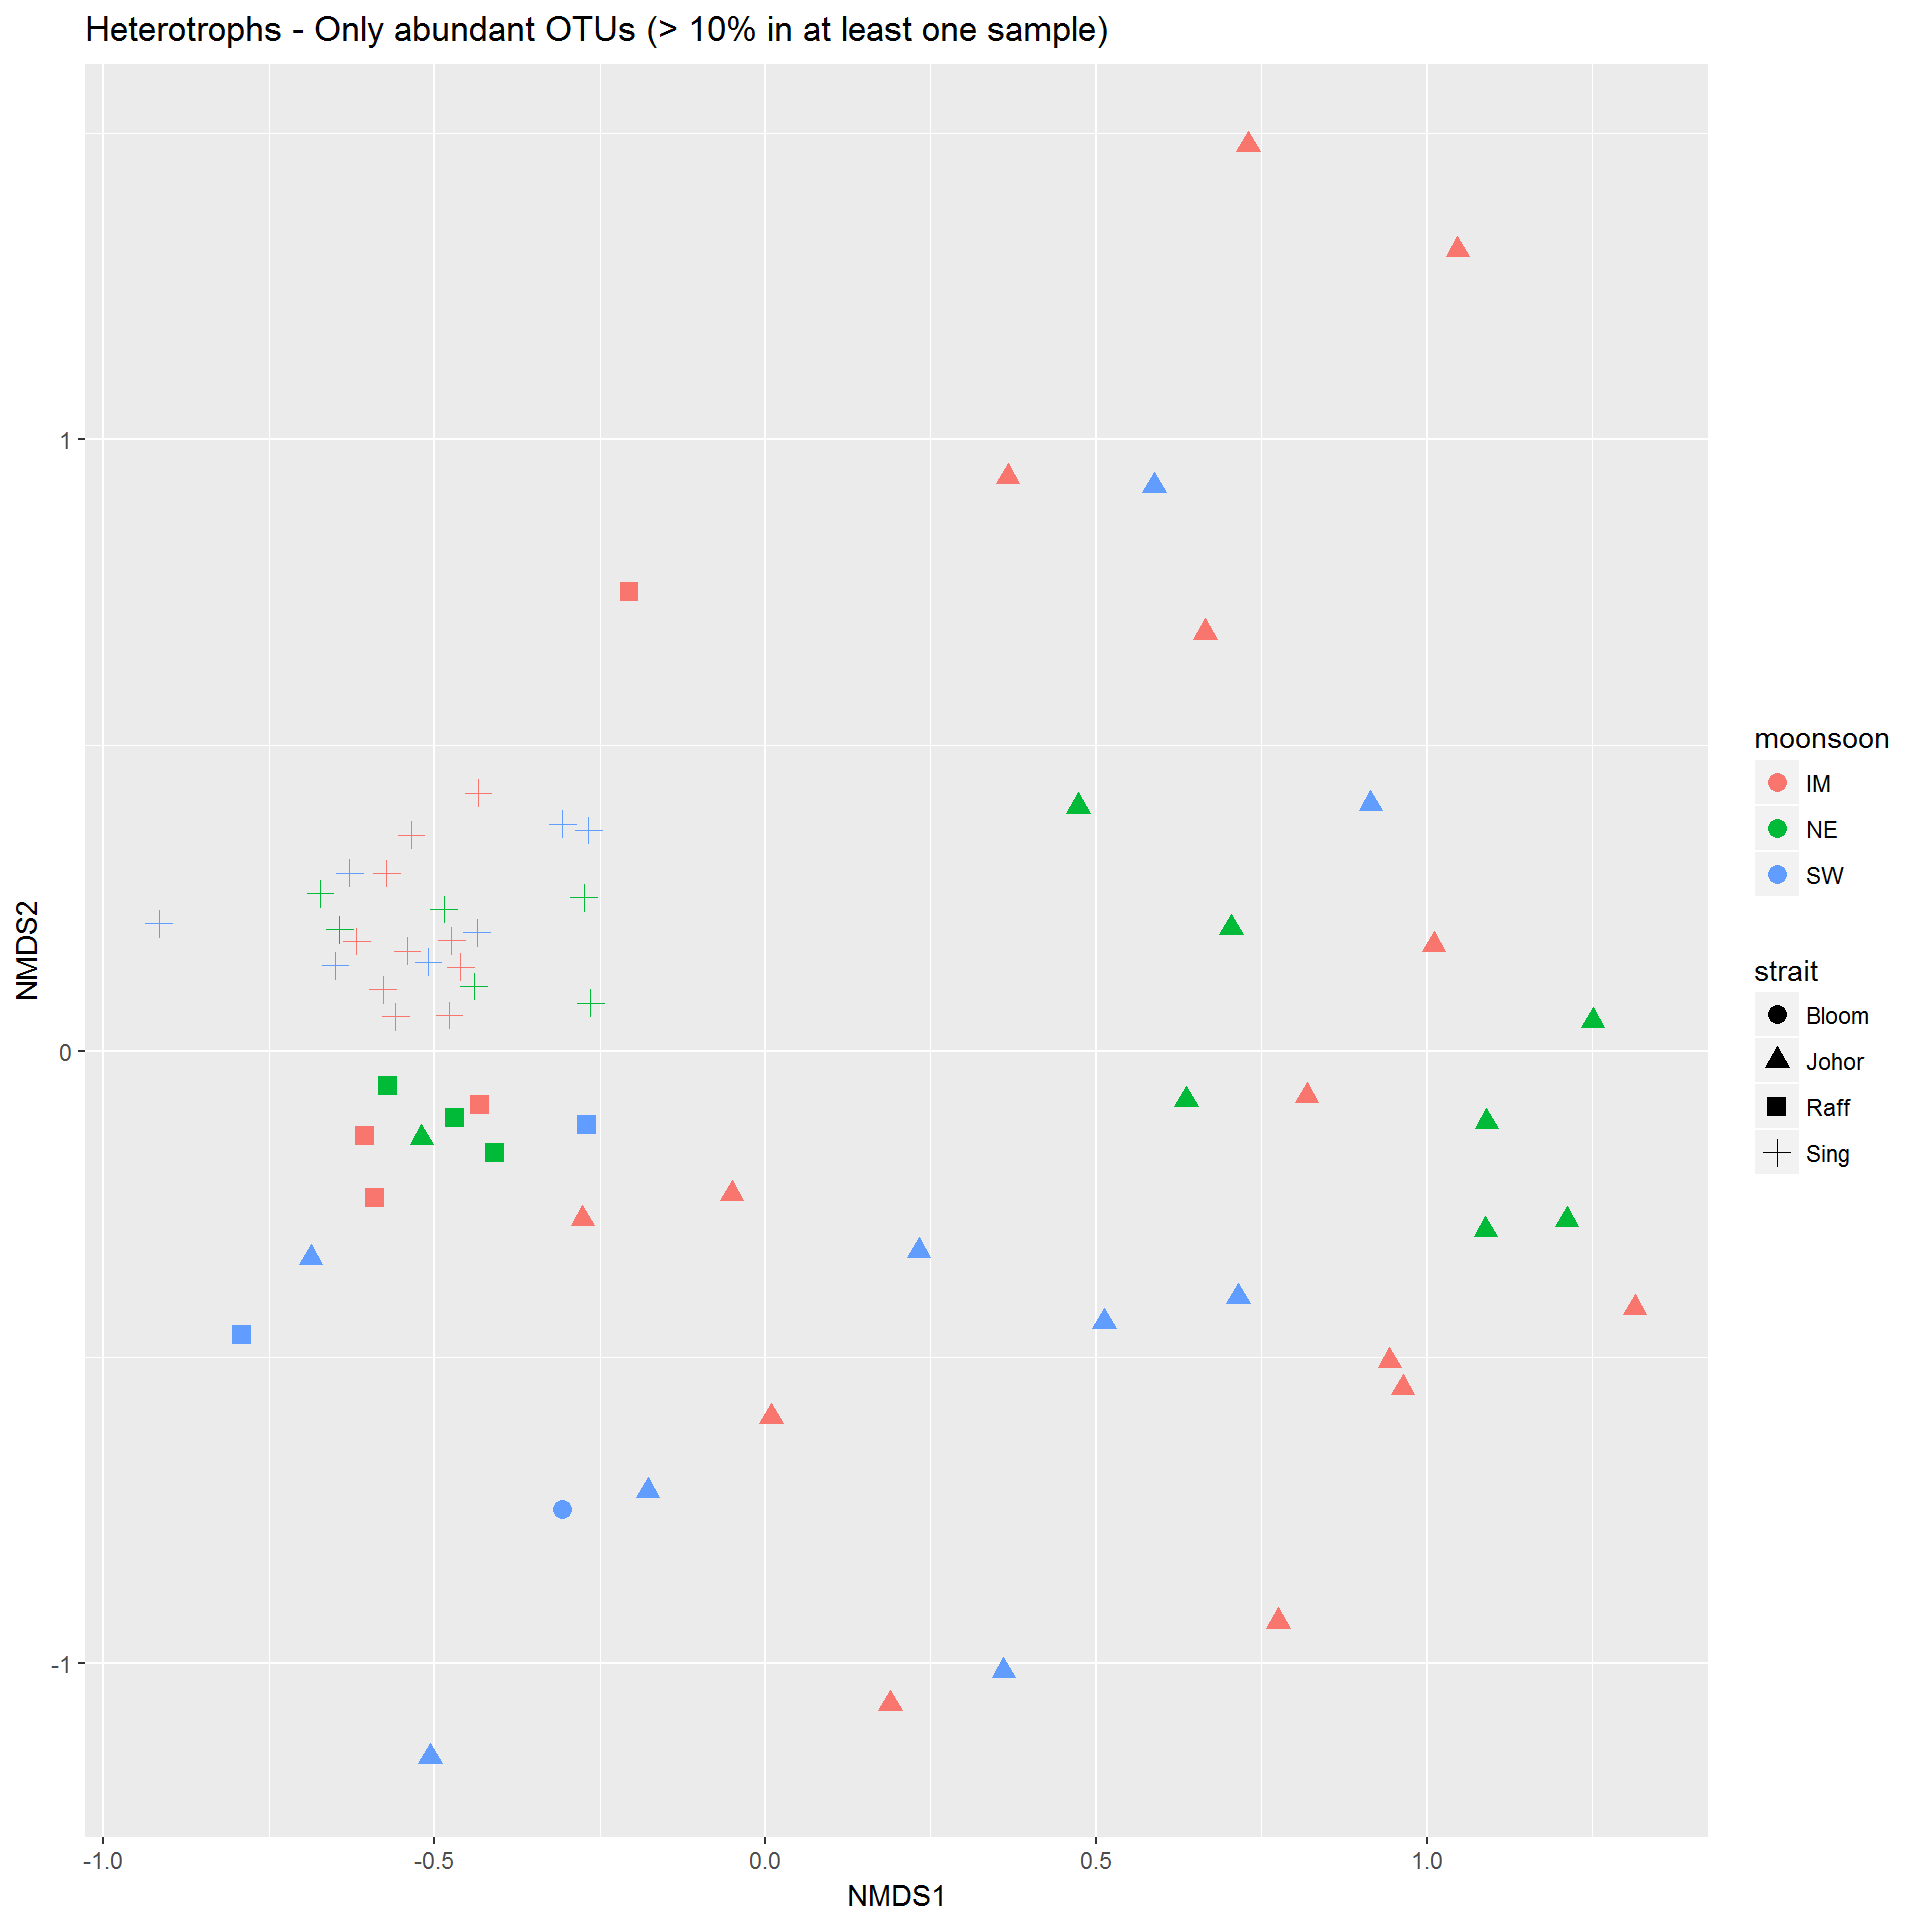 Heterotrophs - Only abundant OTUs (> 10% in at least one sample)
1
0
-1
NMDS2
-1.0
-0.5
0.0
0.5
1.0
NMDS1
moonsoon
IM
NE
SW
strait
Bloom
Johor
Raff
Sing